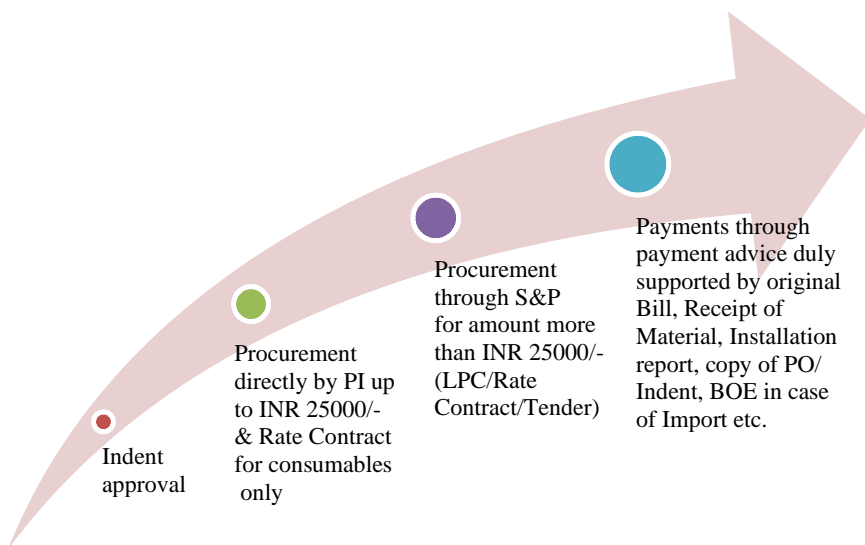 Indent
approval
Procurement
directly by PI up
to INR 25000/-
& Rate Contract
for consumables
only
Procurement
through S&P
for amount more
than INR 25000/-
(LPC/Rate
Contract/Tender)
Payments through
payment advice duly
supported by original
Bill, Receipt of
Material, Installation
report, copy of PO/
Indent, BOE in case
of Import etc.